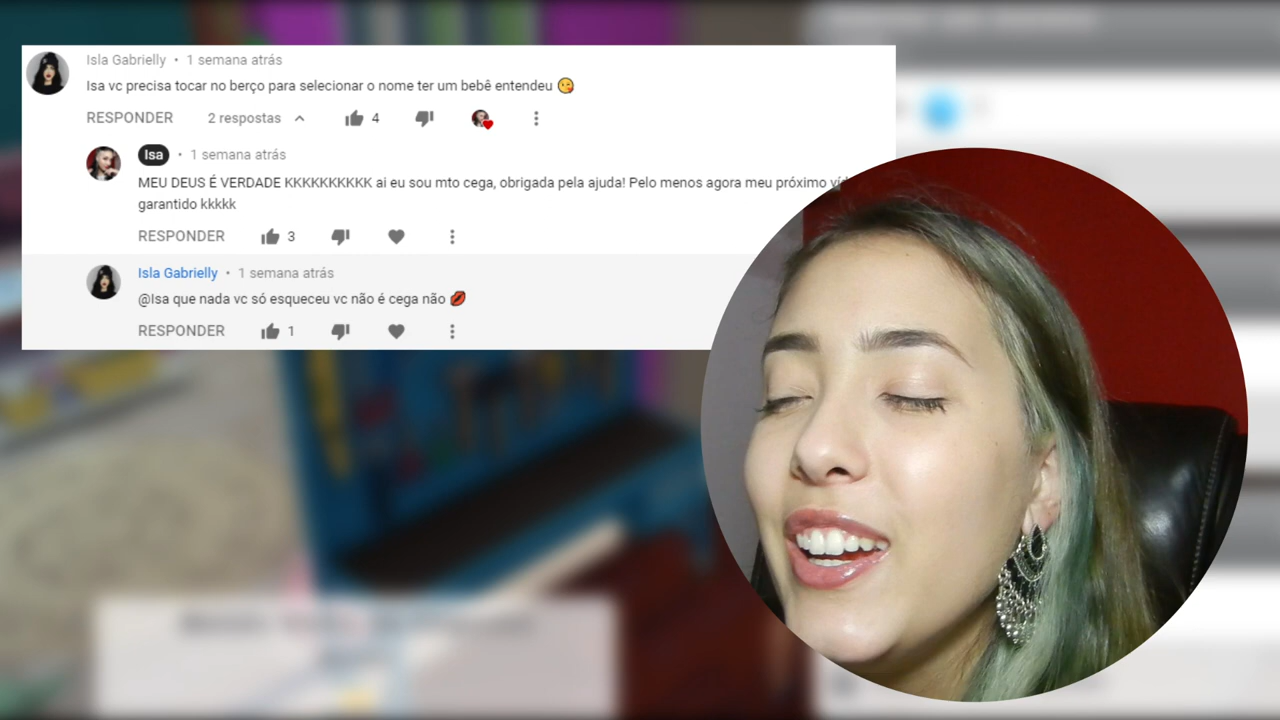 Isla Gabrielly • 1 semana atrás
Isa vc precisa tocar no berço para selecionar o nome ter um bebê entendeu 😘
RESPONDER 2 respostas 4
Isa • 1 semana atrás
MEU DEUS É VERDADE KKKKKKKKKK ai eu sou mto cega, obrigada pela ajuda! Pelo menos agora meu próximo
garantido kkkkk
RESPONDER 3
Isla Gabrielly • 1 semana atrás
@Isa que nada vc só esqueceu vc não é cega não 💋
RESPONDER 1